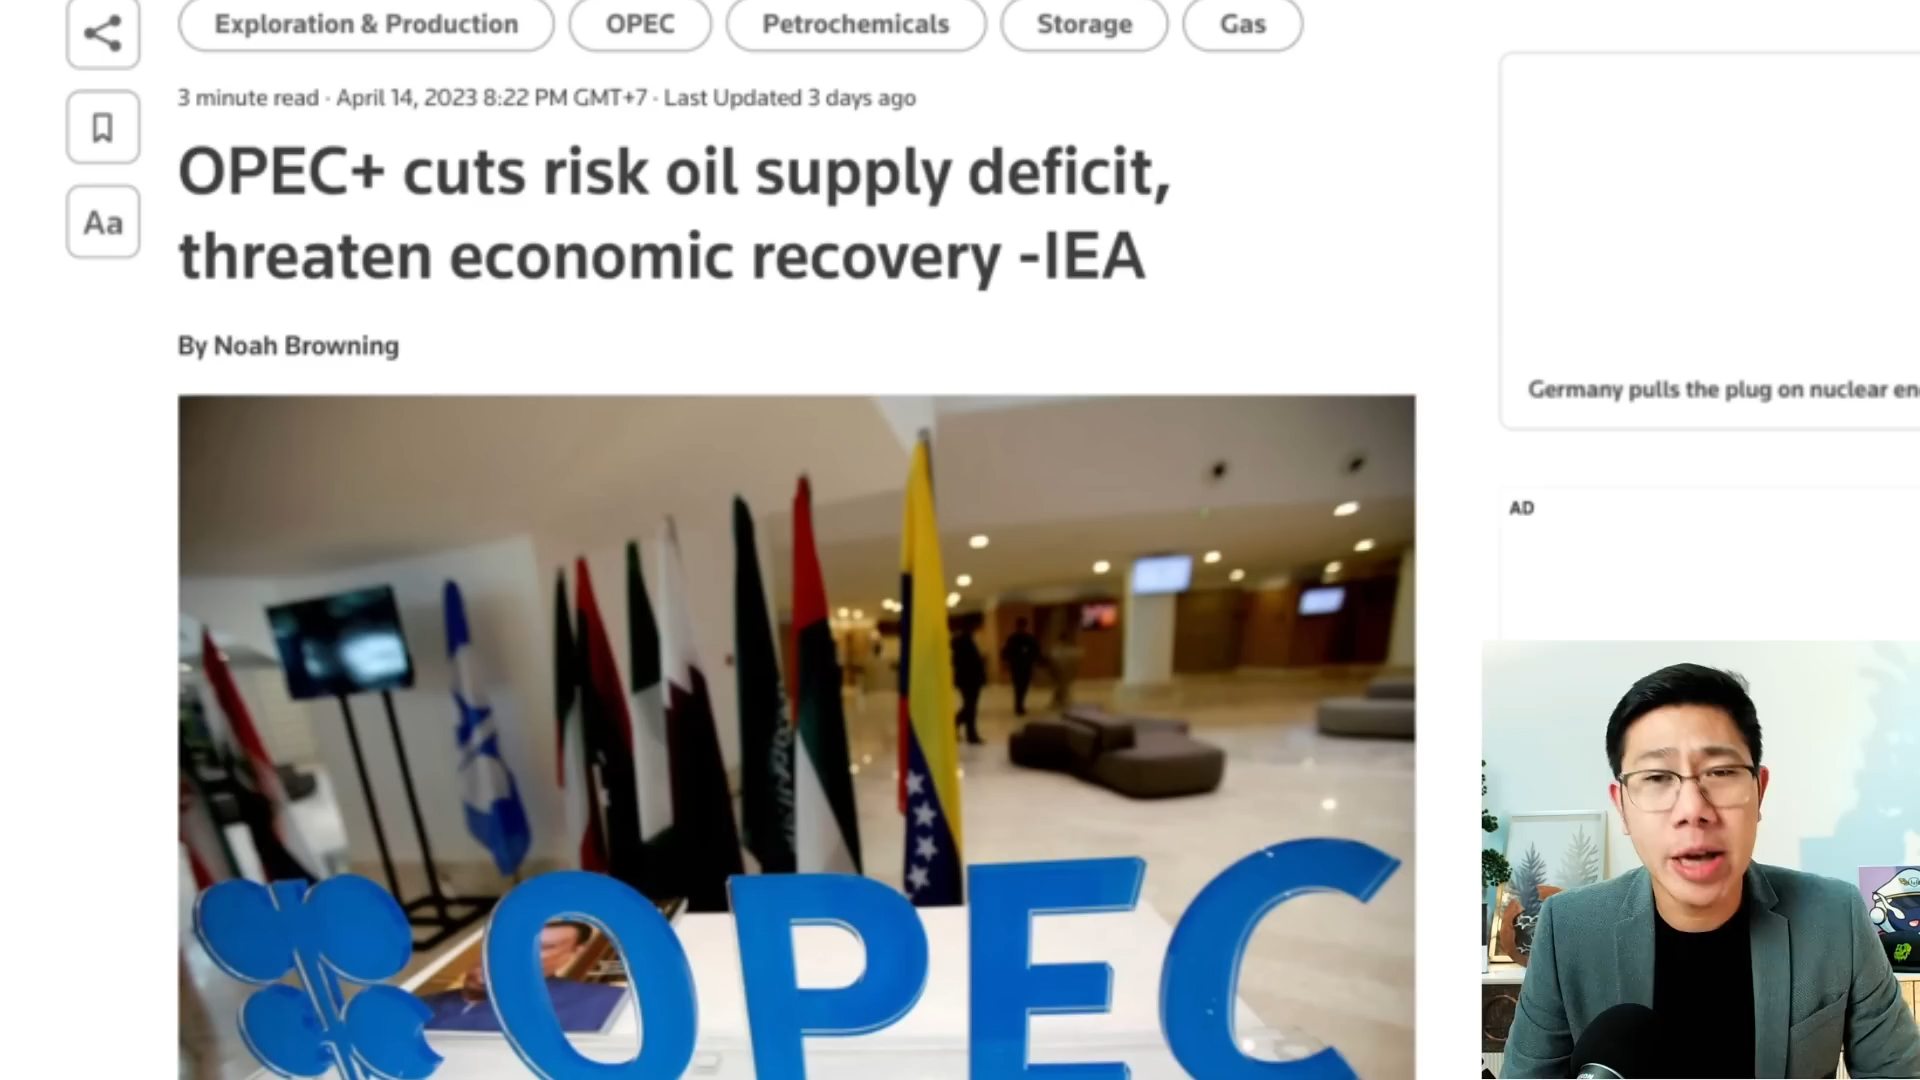 Exploration & Production
OPEC
Petrochemicals
Storage
Gas
3 minute read · April 14, 2023 8:22 PM GMT+7 · Last Updated 3 days ago
Aa
OPEC+ cuts risk oil supply deficit,
threaten economic recovery -IEA
By Noah Browning
Germany pulls the plug on nuclear en
AD
OPEC